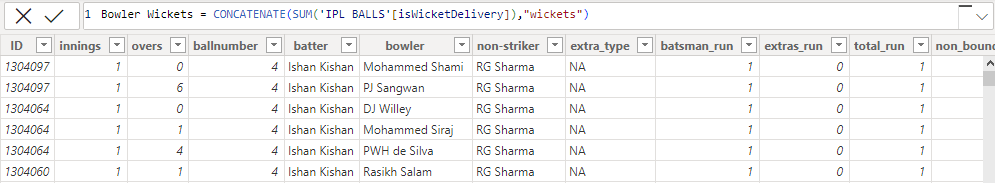 1 Bowler Wickets = CONCATENATE(SUM('IPL BALLS'[isWicketDelivery]),"wickets")
ID innings overs ballnumber batter bowler non-striker extra_type batsman_run extras_run total_run non_bound
1304097 1 0 4 Ishan Kishan Mohammed Shami RG Sharma NA 1 0 1
1304097 1 6 4 Ishan Kishan PJ Sangwan RG Sharma NA 1 0 1
1304064 1 0 4 Ishan Kishan DJ Willey RG Sharma NA 1 0 1
1304064 1 1 4 Ishan Kishan Mohammed Siraj RG Sharma NA 1 0 1
1304064 1 4 4 Ishan Kishan PWH de Silva RG Sharma NA 1 0 1
1304060 1 1 4 Ishan Kishan Rasikh Salam RG Sharma NA 1 0 1